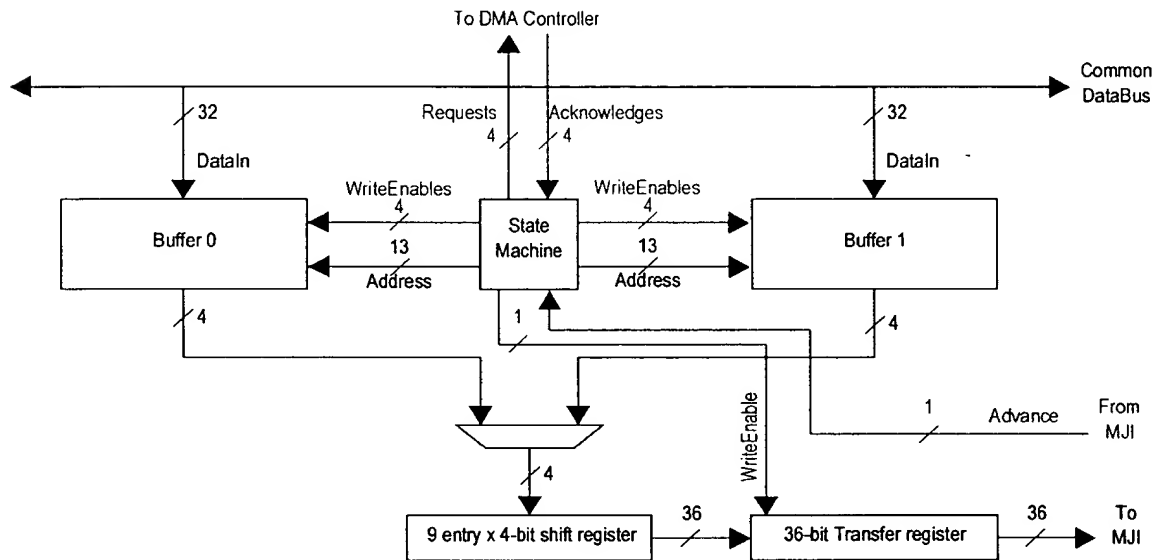 To DMA Controller
Common
DataBus
32
Requests
4
Acknowledges
4
32
DataIn
DataIn
WriteEnables
4
WriteEnables
4
Buffer 0
State
Machine
Buffer 1
13
Address
13
Address
4
1
4
WriteEnable
1
Advance
From
MJI
4
9 entry x 4-bit shift register
36
36-bit Transfer register
36
To
MJI